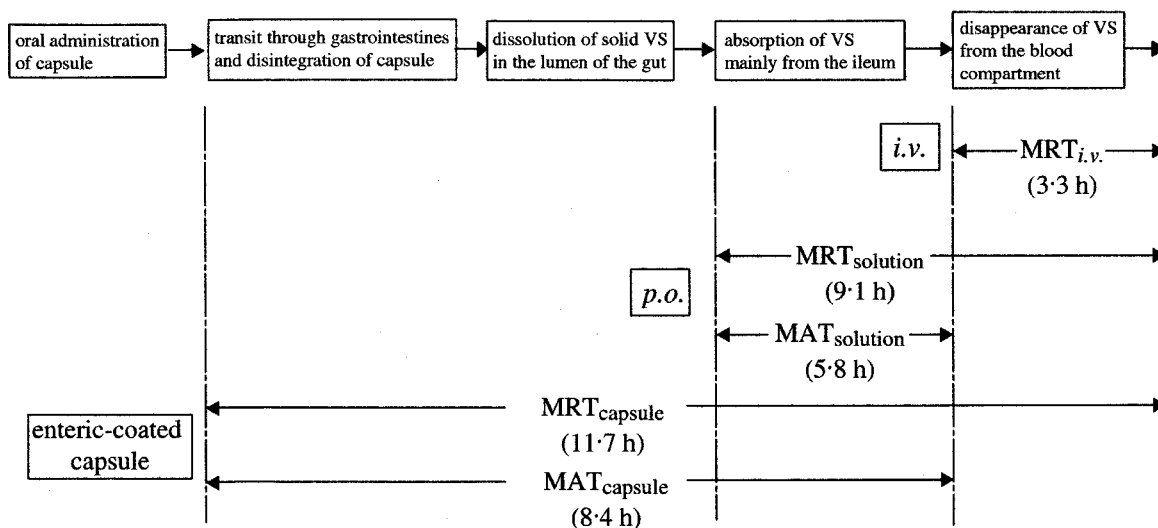 oral administration
of capsule
transit through gastrointestines
and disintegration of capsule
dissolution of solid VS
in the lumen of the gut
absorption of VS
mainly from the ileum
disappearance of VS
from the blood
compartment
i.v.
MRTi.v.
(3·3 h)
MRTsolution
(9·1 h)
p.o.
MATsolution
(5·8 h)
MRTcapsule
(11·7 h)
enteric-coated
capsule
MATcapsule
(8·4 h)